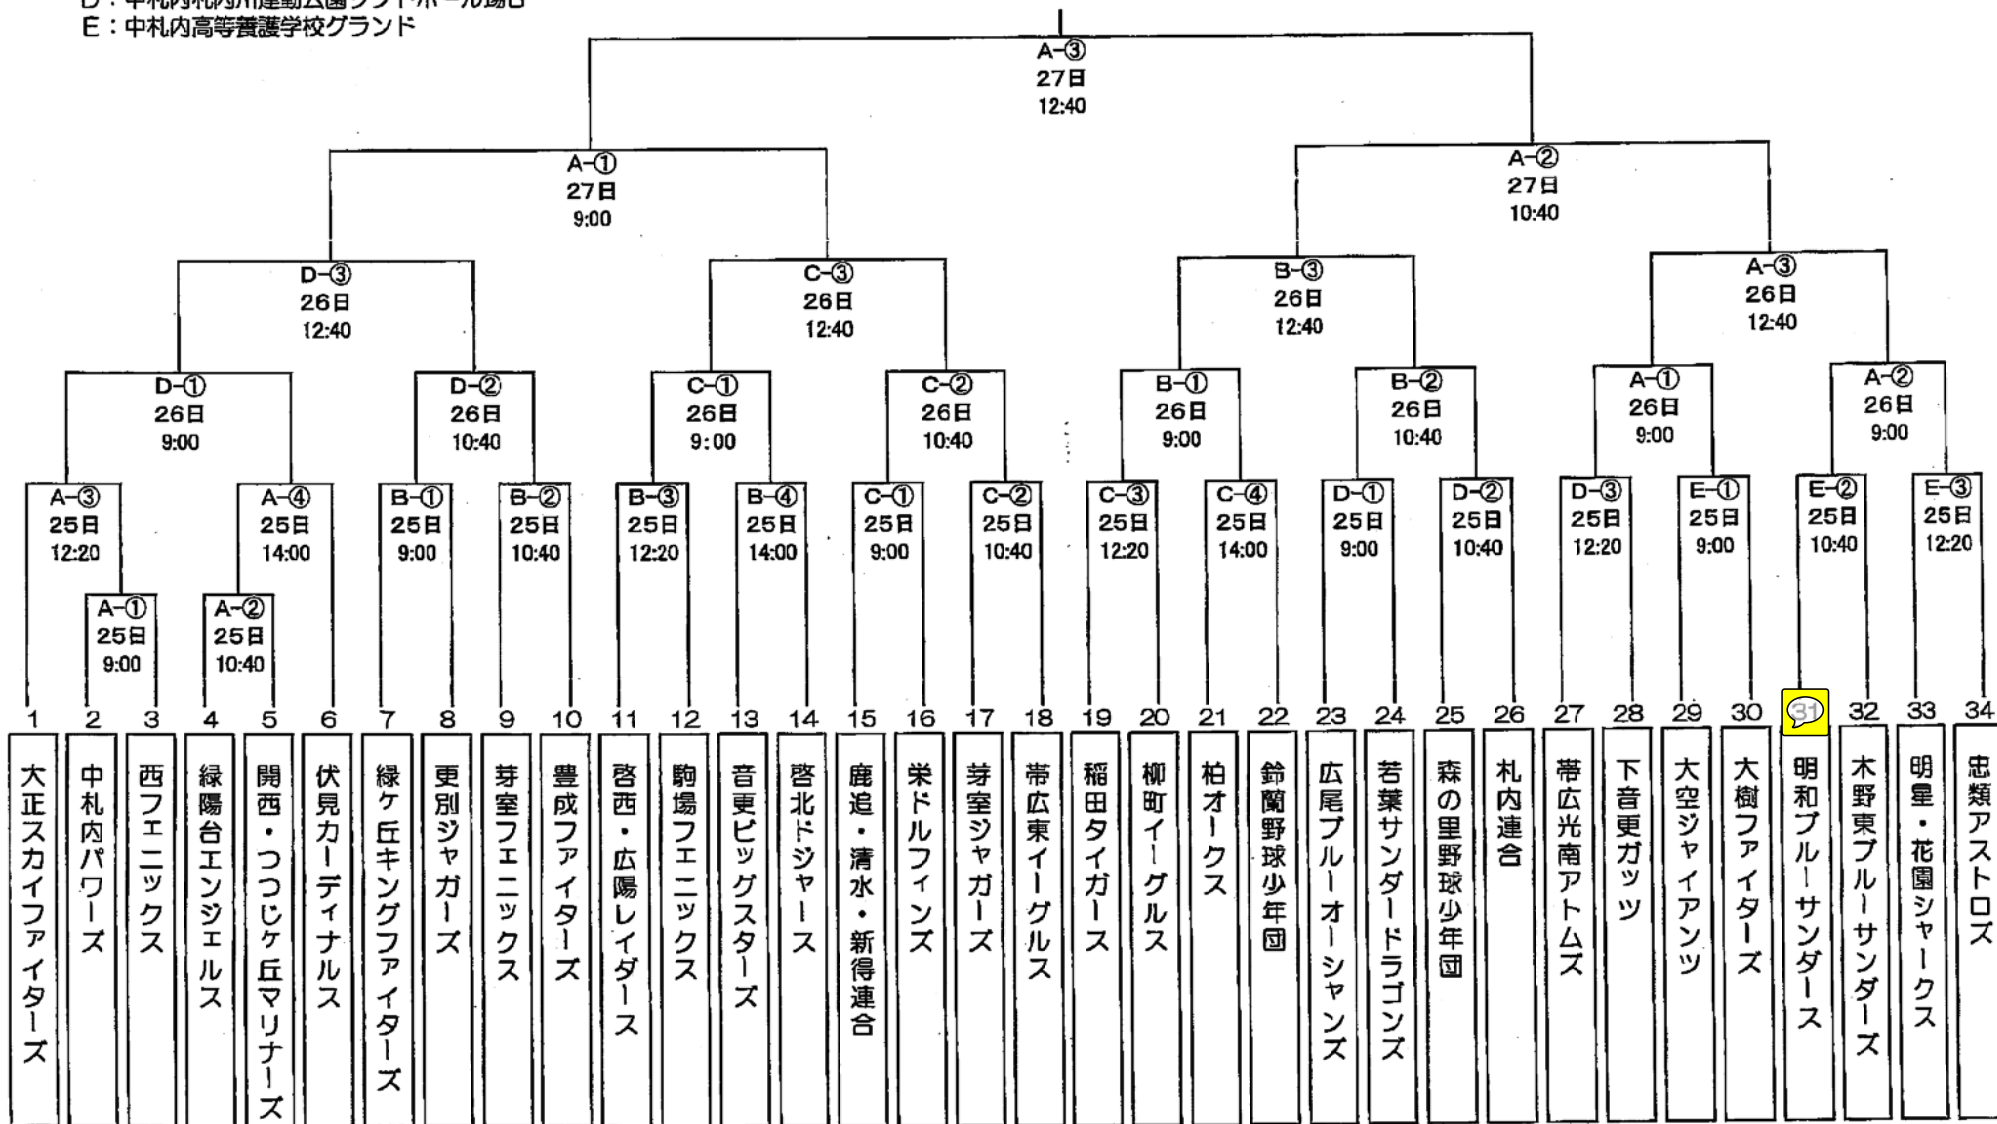 E：中札内高等養護学校グランド
A-③
27日
12:40
A-①
27日
9:00
A-②
27日
10:40
D-③
26日
12:40
C-③
26日
12:40
B-③
26日
12:40
A-③
26日
12:40
D-①
26日
9:00
D-②
26日
10:40
C-①
26日
9:00
C-②
26日
10:40
B-①
26日
9:00
B-②
26日
10:40
A-①
26日
9:00
A-②
26日
9:00
A-③
25日
12:20
A-④
25日
14:00
B-①
25日
9:00
B-②
25日
10:40
B-③
25日
12:20
B-④
25日
14:00
C-①
25日
9:00
C-②
25日
10:40
C-③
25日
12:20
C-④
25日
14:00
D-①
25日
9:00
D-②
25日
10:40
D-③
25日
12:20
E-①
25日
9:00
E-②
25日
10:40
E-③
25日
12:20
A-①
25日
9:00
A-②
25日
10:40
1
大正スカイファイターズ
2
中札内パワーズ
3
西フェニックス
4
緑陽台エンジェルス
5
開西・つつじヶ丘マリナーズ
6
伏見カーディナルス
7
緑ケ丘キングファイターズ
8
更別ジャガーズ
9
芽室フェニックス
10
豊成ファイターズ
11
啓西・広陽レイダース
12
駒場フェニックス
13
音更ビッグスターズ
14
啓北ドジャース
15
鹿追・清水・新得連合
16
栄ドルフィンズ
17
芽室ジャガーズ
18
帯広東イーグルス
19
稲田タイガース
20
柳町イーグルス
21
柏オークス
22
鈴蘭野球少年団
23
広尾ブルーオーシャンズ
24
若葉サンダードラゴンズ
25
森の里野球少年団
26
札内連合
27
帯広光南アトムズ
28
下音更ガッツ
29
大空ジャイアンツ
30
大樹ファイターズ
31
明和ブルーサンダース
32
木野東ブルーサンダーズ
33
明星・花園シャークス
34
忠類アストロズ